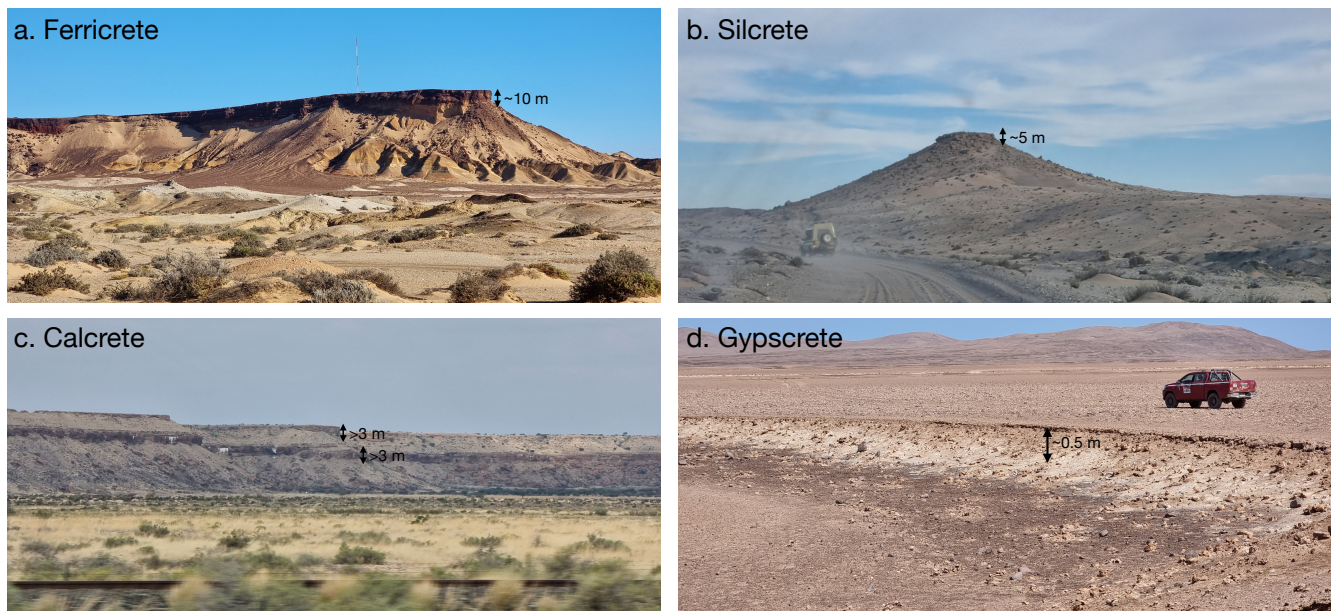 a. Ferricrete
~10 m
b. Silcrete
~5 m
c. Calcrete
>3 m
>3 m
d. Gypscrete
~0.5 m